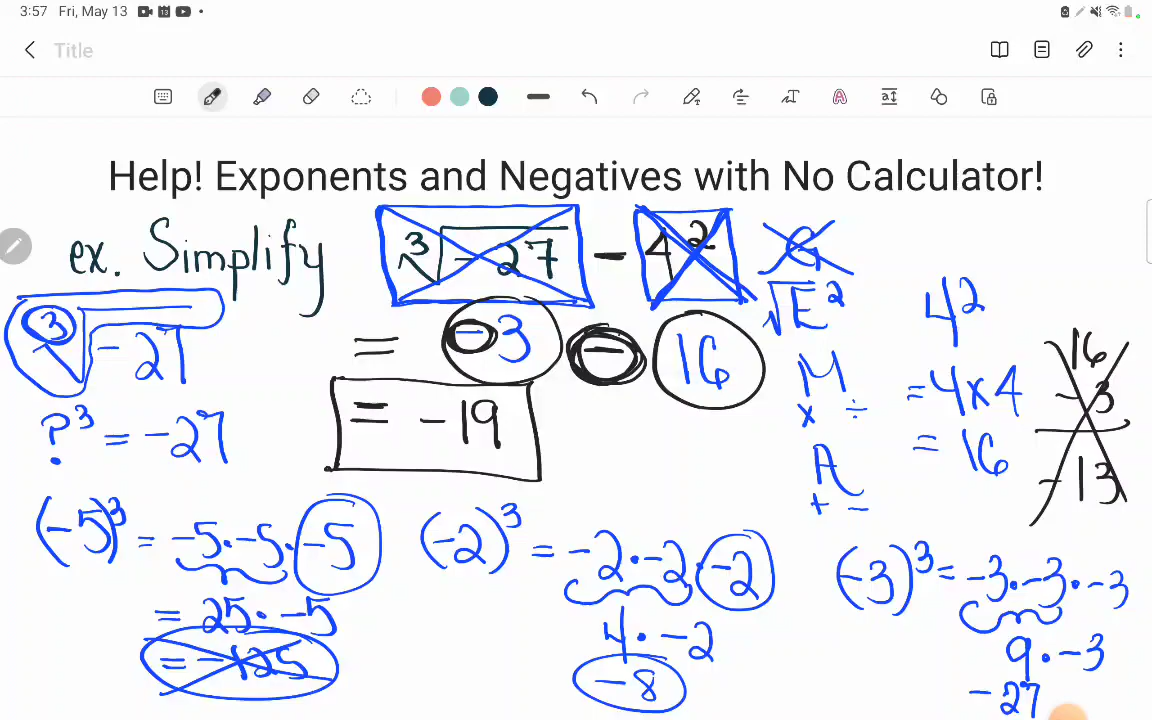 3:57 Fri, May 13
Title
Help! Exponents and Negatives with No Calculator!
ex. Simplify ∛-27 - 4²
G
√E²
M
x ÷
A
+ -
= -3 - 16
= -19
∛-27
?³ = -27
4²
= 4x4
= 16
16
-3
-13
(-5)³ = -5·-5·-5
= 25·-5
= -125
(-2)³ = -2·-2·-2
4·-2
-8
(-3)³ = -3·-3·-3
9·-3
-27